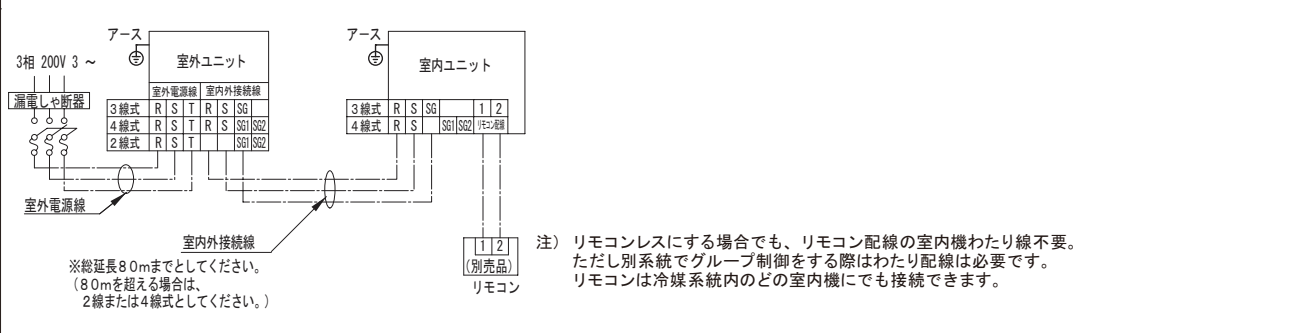 アース
3相 200V 3 ～
漏電しゃ断器
室外ユニット
室外電源線 室内外接続線
3線式 R S T R S SG
4線式 R S T R S SG1 SG2
2線式 R S T SG1 SG2
室外電源線
室内外接続線
※総延長８０ｍまでとしてください。
（８０ｍを超える場合は、
２線または４線式としてください。）
アース
室内ユニット
3線式 R S SG 1 2
4線式 R S SG1 SG2 リモコン配線
1 2
(別売品)
リモコン
注） リモコンレスにする場合でも、リモコン配線の室内機わたり線不要。
ただし別系統でグループ制御をする際はわたり配線は必要です。
リモコンは冷媒系統内のどの室内機にでも接続できます。